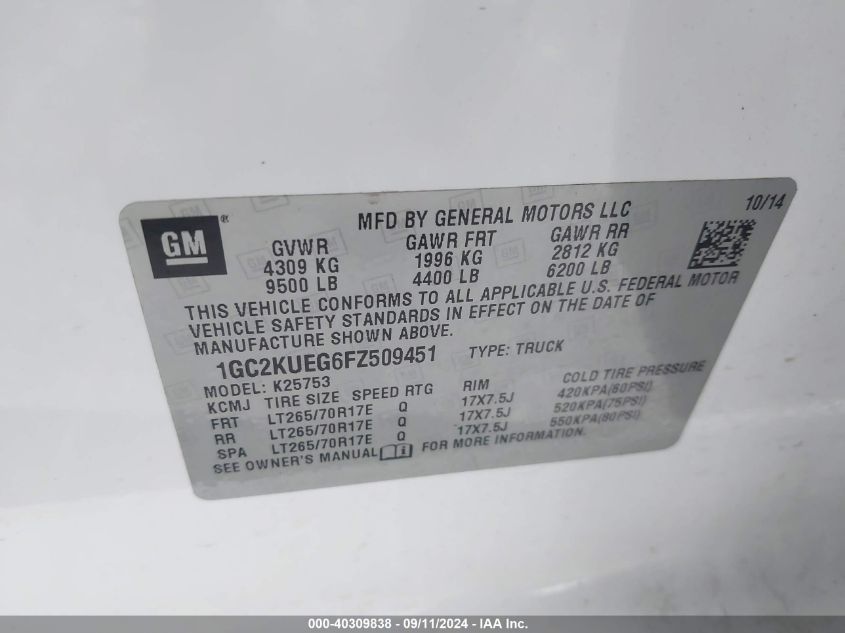 GM®
MFD BY GENERAL MOTORS LLC
10/14
GVWR GAWR FRT GAWR RR
4309 KG 1996 KG 2812 KG
9500 LB 4400 LB 6200 LB
THIS VEHICLE CONFORMS TO ALL APPLICABLE U.S. FEDERAL MOTOR
VEHICLE SAFETY STANDARDS IN EFFECT ON THE DATE OF
MANUFACTURE SHOWN ABOVE.
1GC2KUEG6FZ509451 TYPE: TRUCK
MODEL: K25753
KCMJ TIRE SIZE SPEED RTG RIM COLD TIRE PRESSURE
FRT LT265/70R17E Q 17X7.5J 420KPA(60PSI)
RR LT265/70R17E Q 17X7.5J 520KPA(75PSI)
SPA LT265/70R17E Q 17X7.5J 550KPA(80PSI)
SEE OWNER'S MANUAL FOR MORE INFORMATION.
000-40309838 - 09/11/2024 - IAA Inc.